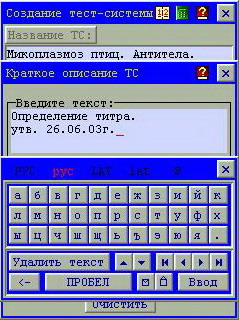 Создание тест-системы
Название ТС:
Микоплазмоз птиц. Антитела.
Краткое описание ТС
Введите текст:
Определение титра.
утв. 26.06.03г.
РУС рус LAT lat
а б в г д е ж з и й к
л м н о п р с т у ф х
ц ч ш щ ъ э ю я .
Удалить текст
<- ПРОБЕЛ Ввод
Очистить